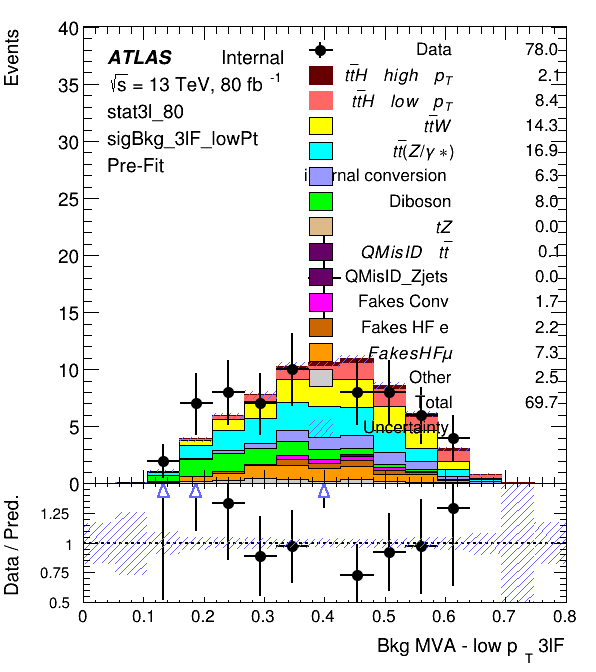 Events
40
35
30
25
20
15
10
5
0
ATLAS Internal
√s = 13 TeV, 80 fb -1
stat3l_80
sigBkg_3lF_lowPt
Pre-Fit
Data 78.0
tt̅H high pT 2.1
tt̅H low pT 8.4
tt̅W 14.3
tt̅(Z/γ*) 16.9
conversion 6.3
Diboson 8.0
tZ 0.0
QMisID tt̅ 0.1
QMisID_Zjets 0.0
Fakes Conv 1.7
Fakes HF e 2.2
FakesHFμ 7.3
Other 2.5
Total 69.7
Uncertainty
Data / Pred.
1.25
1
0.75
0.5
0 0.1 0.2 0.3 0.4 0.5 0.6 0.7 0.8
Bkg MVA - low p T 3lF